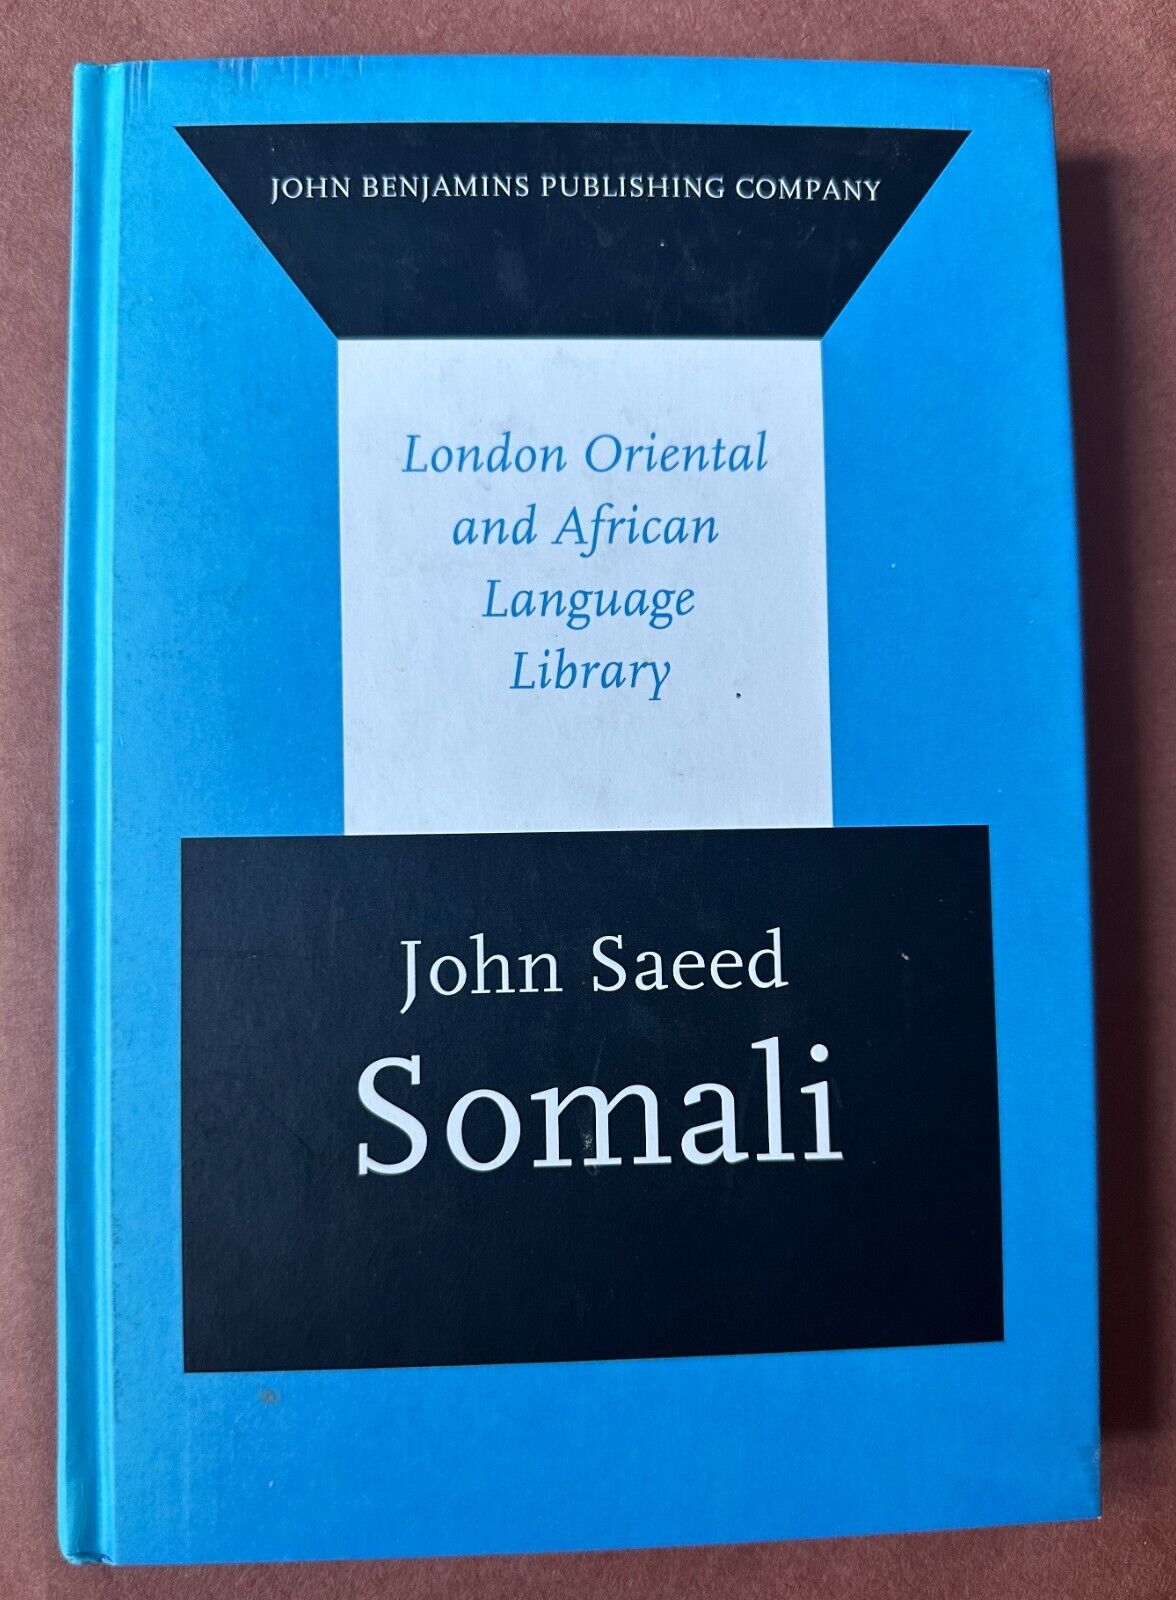 JOHN BENJAMINS PUBLISHING COMPANY
London Oriental
and African
Language
Library
John Saeed
Somali